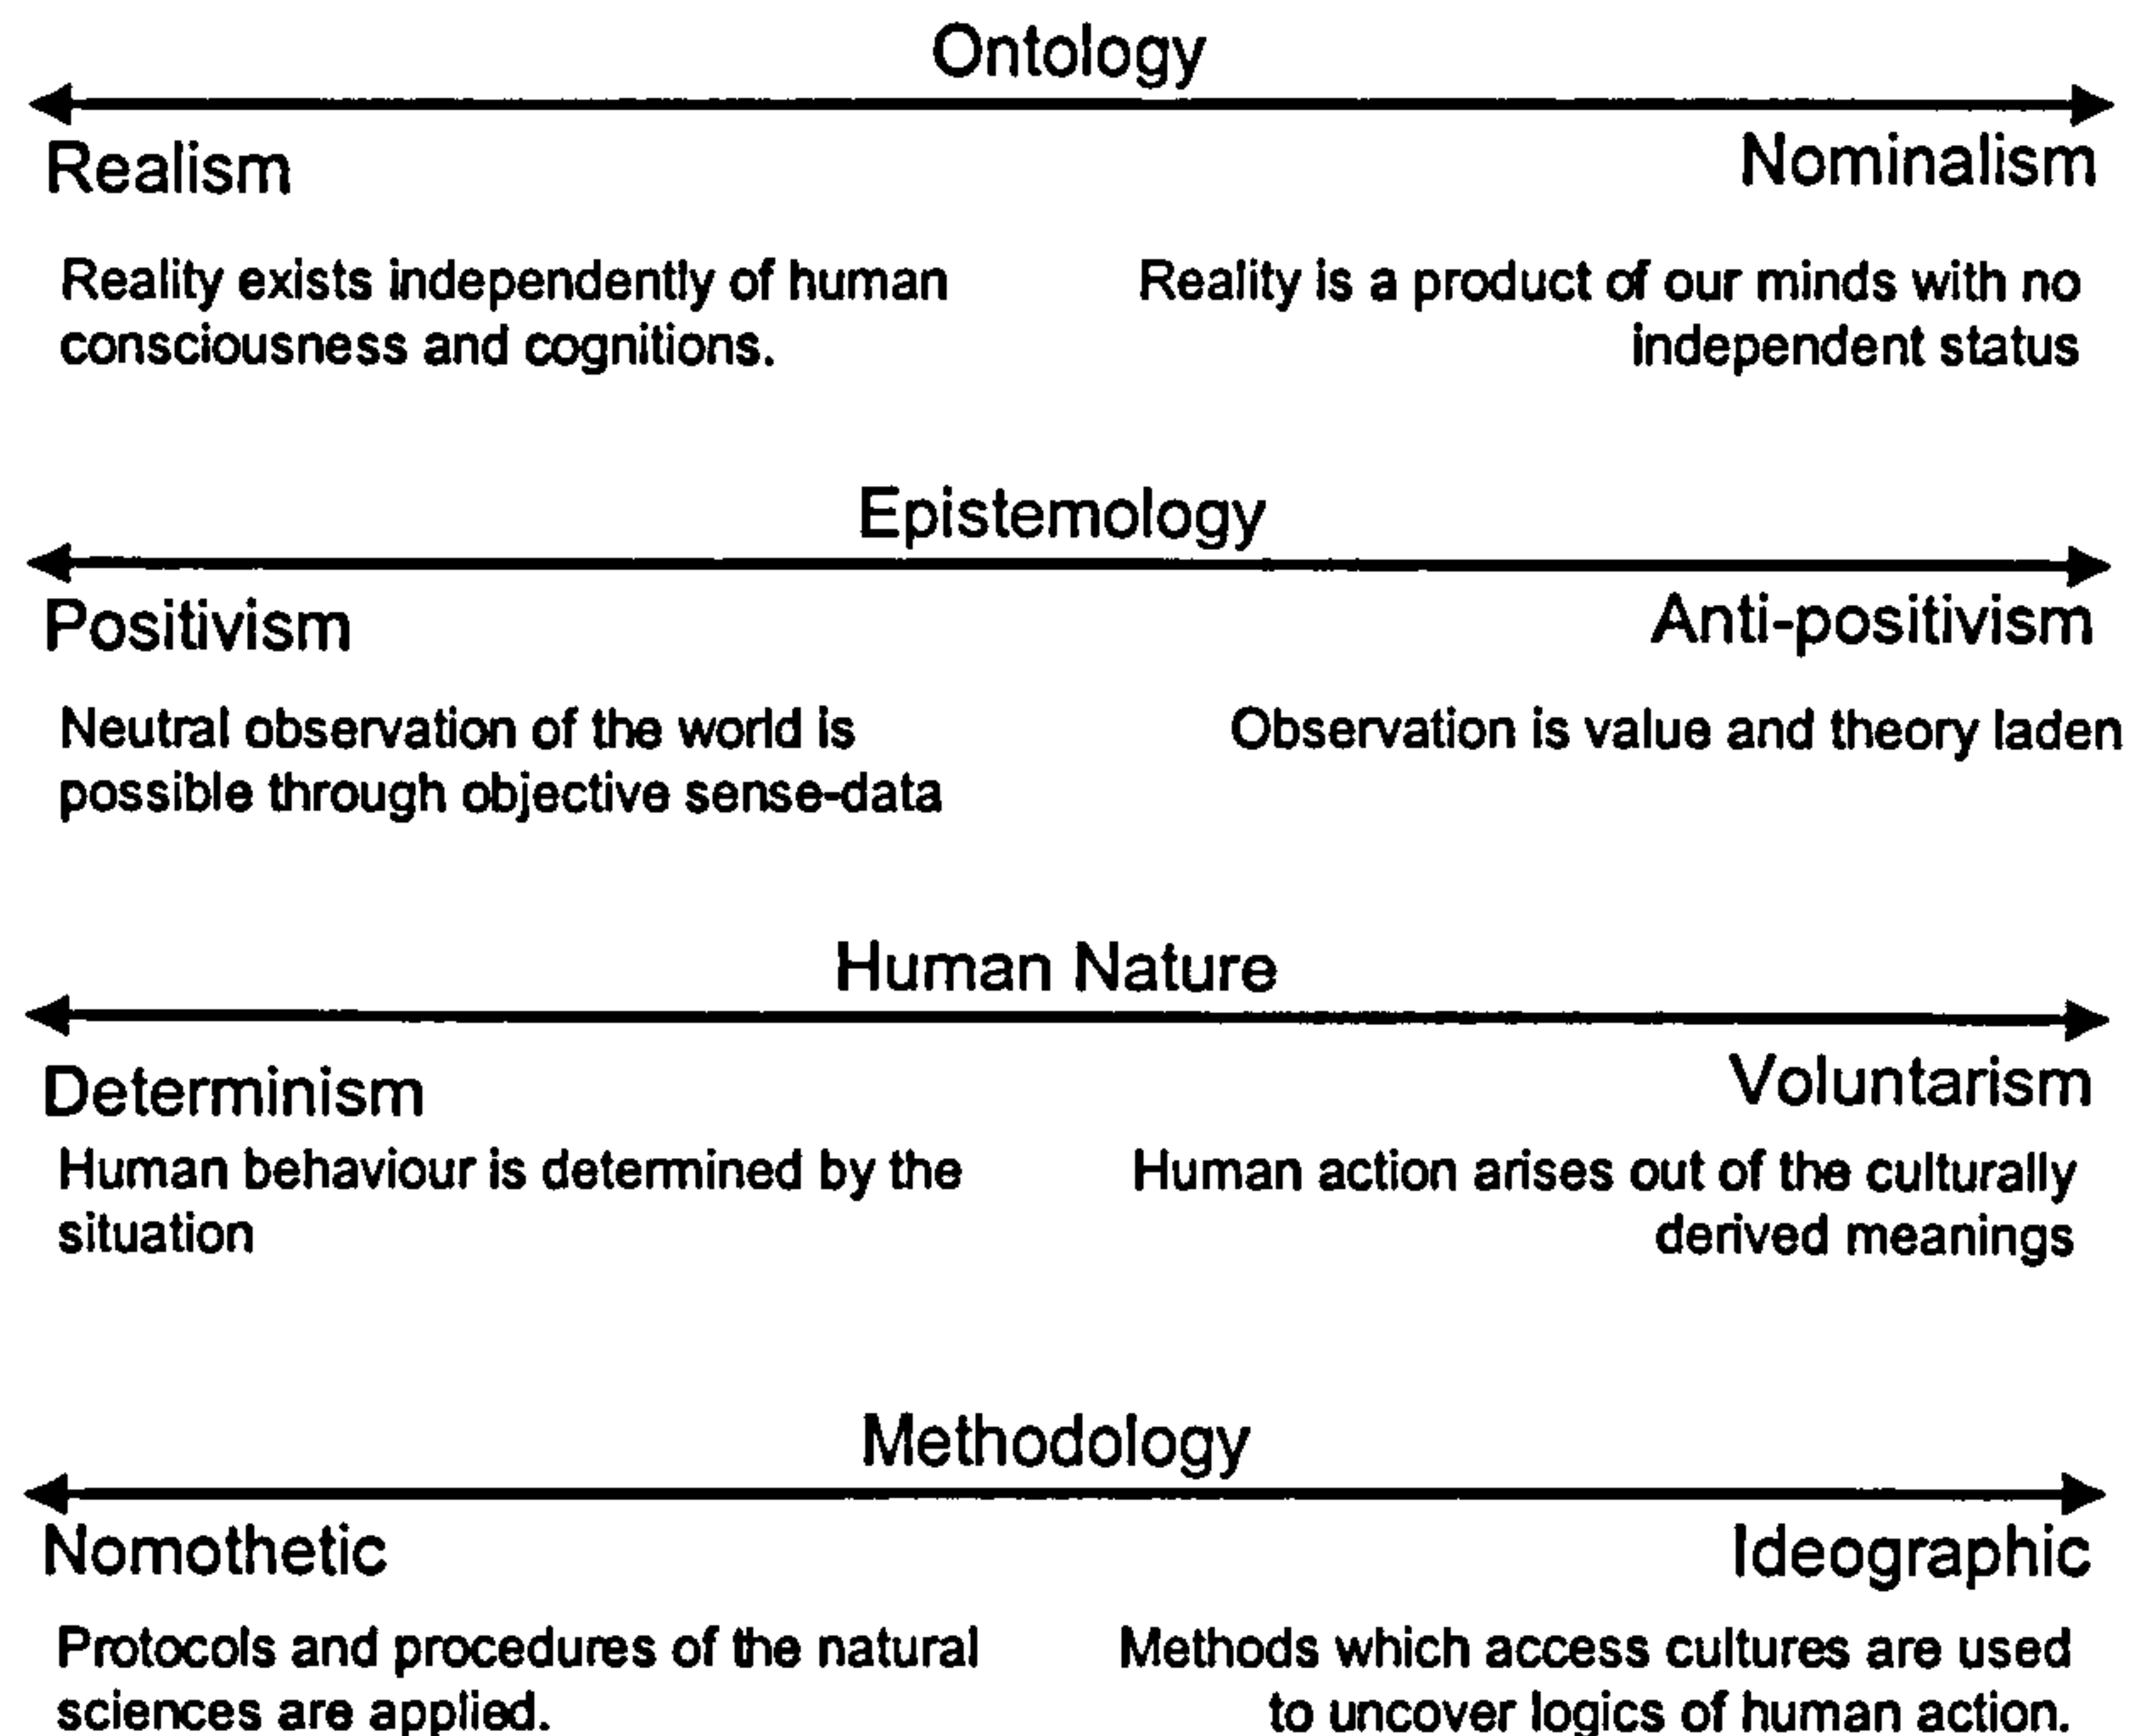 Ontology
Realism
Nominalism
Reality exists independently of human
consciousness and cognitions.
Reality is a product of our minds with no
independent status
Epistemology
Positivism
Anti-positivism
Neutral observation of the world is
possible through objective sense-data
Observation is value and theory laden
Human Nature
Determinism
Voluntarism
Human behaviour is determined by the
situation
Human action arises out of the culturally
derived meanings
Methodology
Nomothetic
Ideographic
Protocols and procedures of the natural
sciences are applied.
Methods which access cultures are used
to uncover logics of human action.